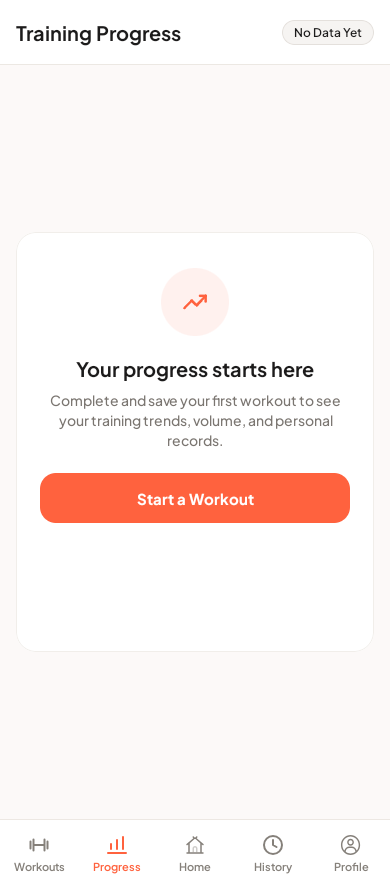 Training Progress
No Data Yet
Your progress starts here
Complete and save your first workout to see
your training trends, volume, and personal
records.
Start a Workout
Workouts
Progress
Home
History
Profile